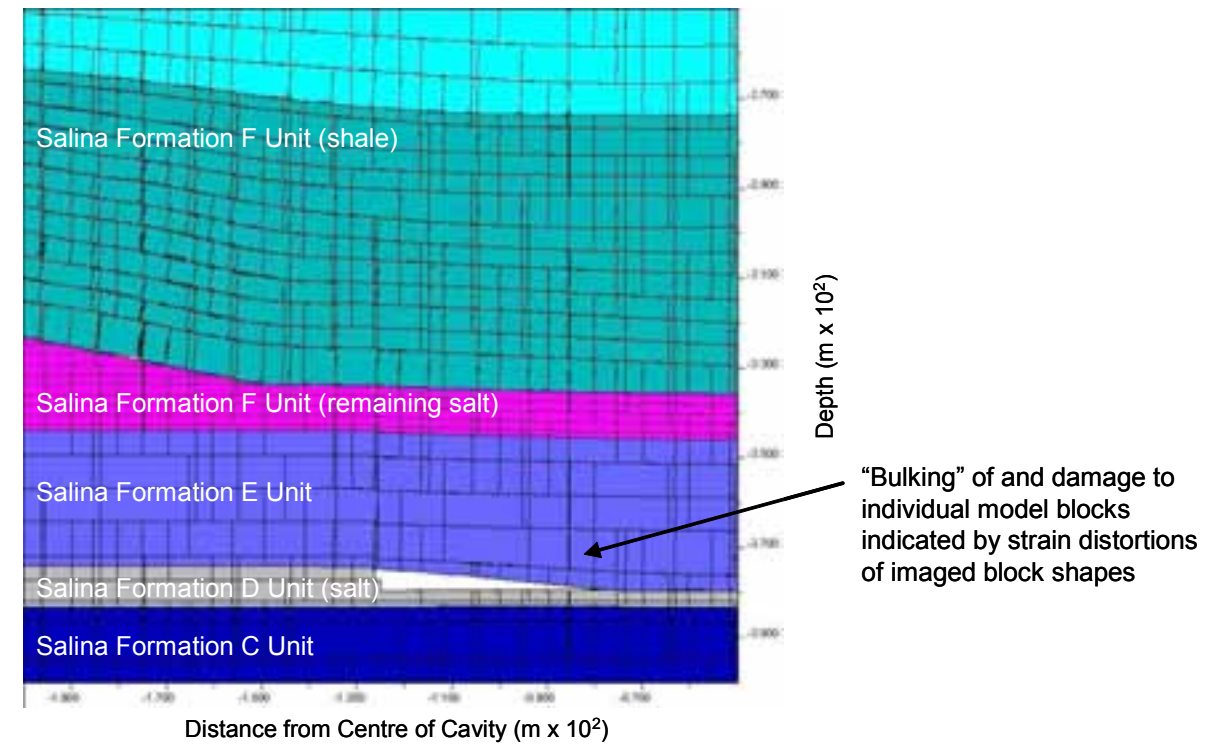 Salina Formation F Unit (shale)
Salina Formation F Unit (remaining salt)
Salina Formation E Unit
Salina Formation D Unit (salt)
Salina Formation C Unit
Depth (m x 10²)
“Bulking” of and damage to
individual model blocks
indicated by strain distortions
of imaged block shapes
Distance from Centre of Cavity (m x 10²)